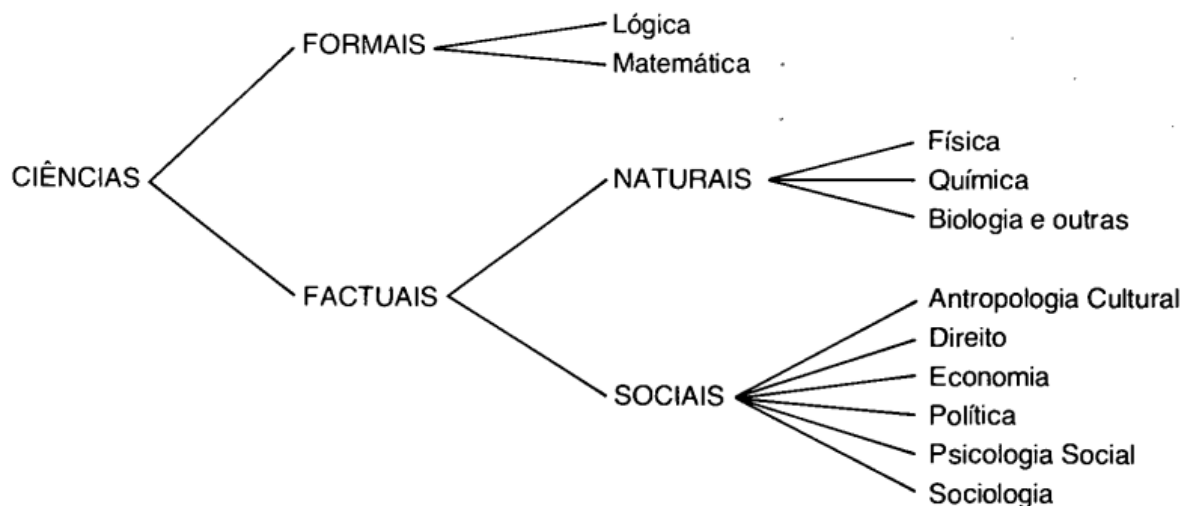 Lógica
FORMAIS
Matemática
Física
CIÊNCIAS
NATURAIS
Química
Biologia e outras
FACTUAIS
Antropologia Cultural
Direito
Economia
SOCIAIS
Política
Psicologia Social
Sociologia